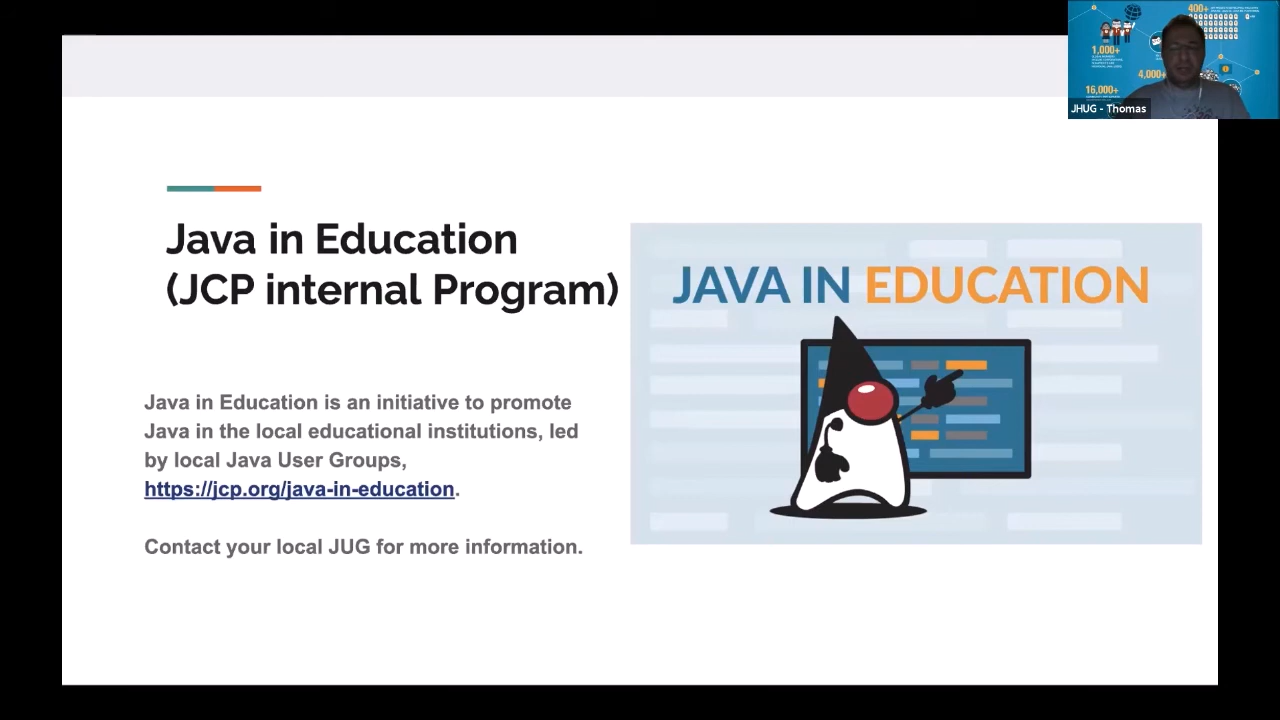 400+
1,000+
4,000+
16,000+
JHUG - Thomas
Java in Education
(JCP internal Program)
JAVA IN EDUCATION
Java in Education is an initiative to promote
Java in the local educational institutions, led
by local Java User Groups,
https://jcp.org/java-in-education.
Contact your local JUG for more information.